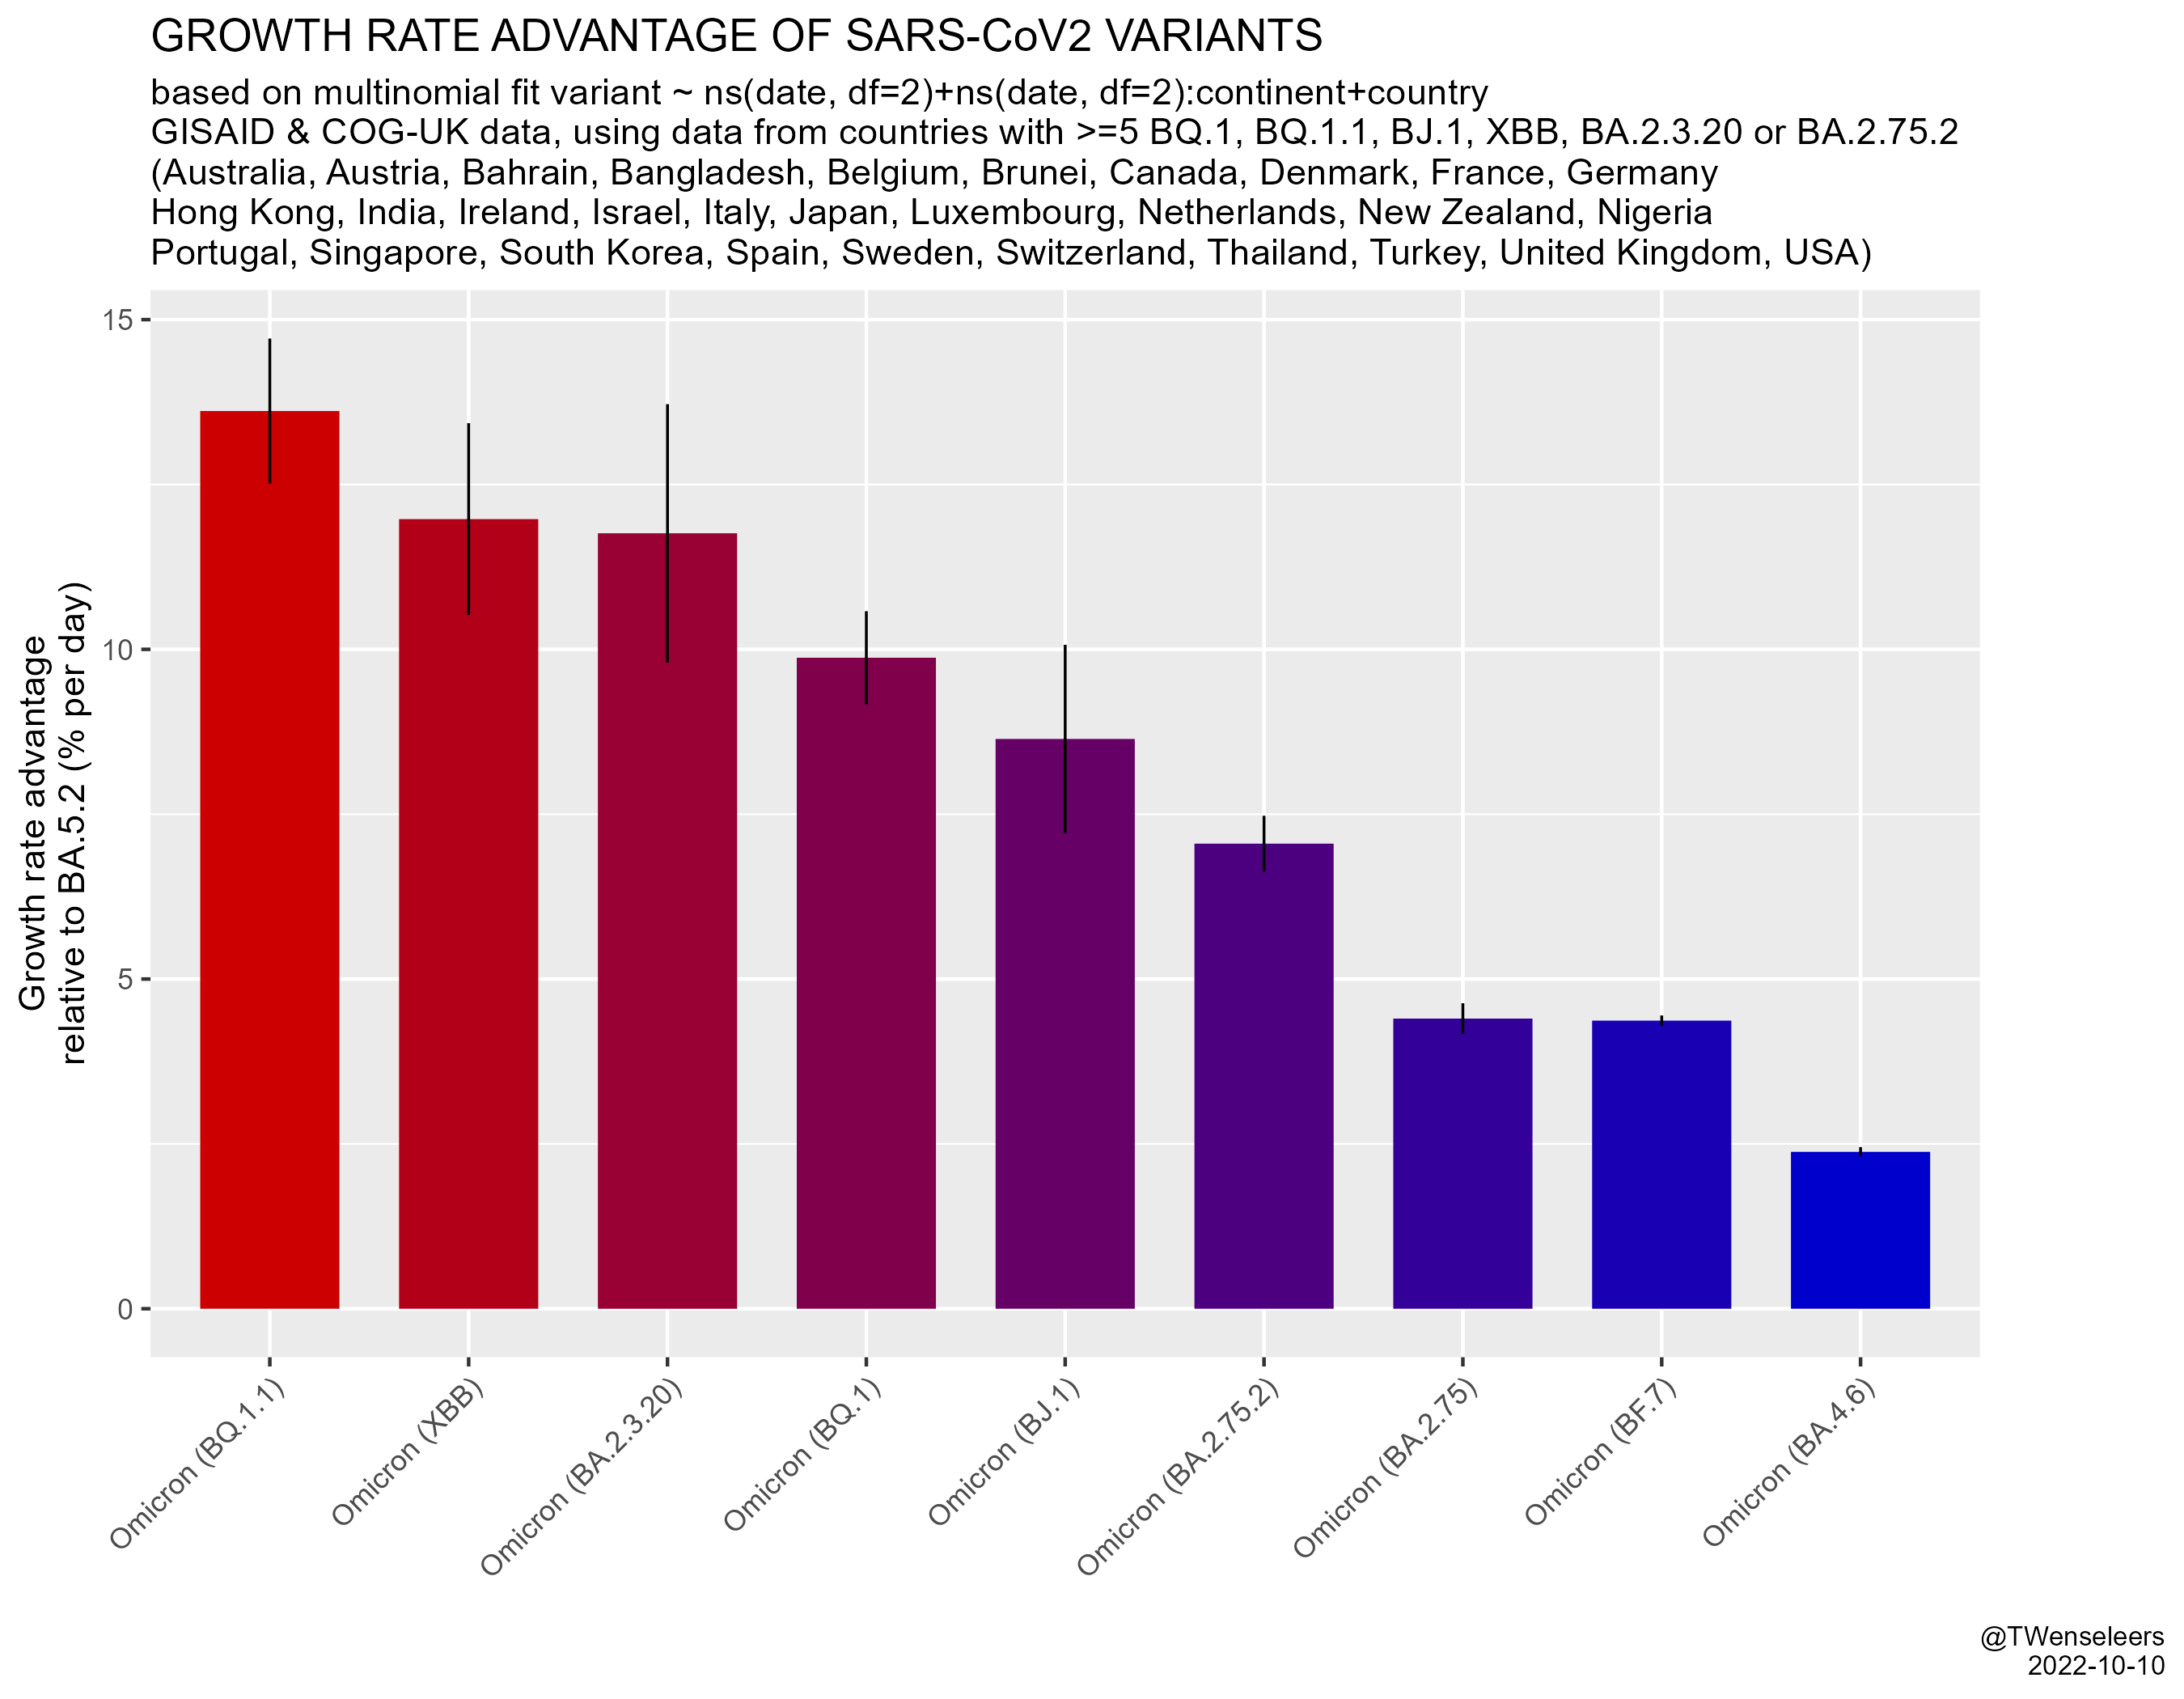 GROWTH RATE ADVANTAGE OF SARS-CoV2 VARIANTS
based on multinomial fit variant ~ ns(date, df=2)+ns(date, df=2):continent+country
GISAID & COG-UK data, using data from countries with >=5 BQ.1, BQ.1.1, BJ.1, XBB, BA.2.3.20 or BA.2.75.2
(Australia, Austria, Bahrain, Bangladesh, Belgium, Brunei, Canada, Denmark, France, Germany
Hong Kong, India, Ireland, Israel, Italy, Japan, Luxembourg, Netherlands, New Zealand, Nigeria
Portugal, Singapore, South Korea, Spain, Sweden, Switzerland, Thailand, Turkey, United Kingdom, USA)
Growth rate advantage
relative to BA.5.2 (% per day)
15
10
5
0
Omicron (BQ.1.1)
Omicron (XBB)
Omicron (BA.2.3.20)
Omicron (BQ.1)
Omicron (BJ.1)
Omicron (BA.2.75.2)
Omicron (BA.2.75)
Omicron (BF.7)
Omicron (BA.4.6)
@TWenseleers
2022-10-10